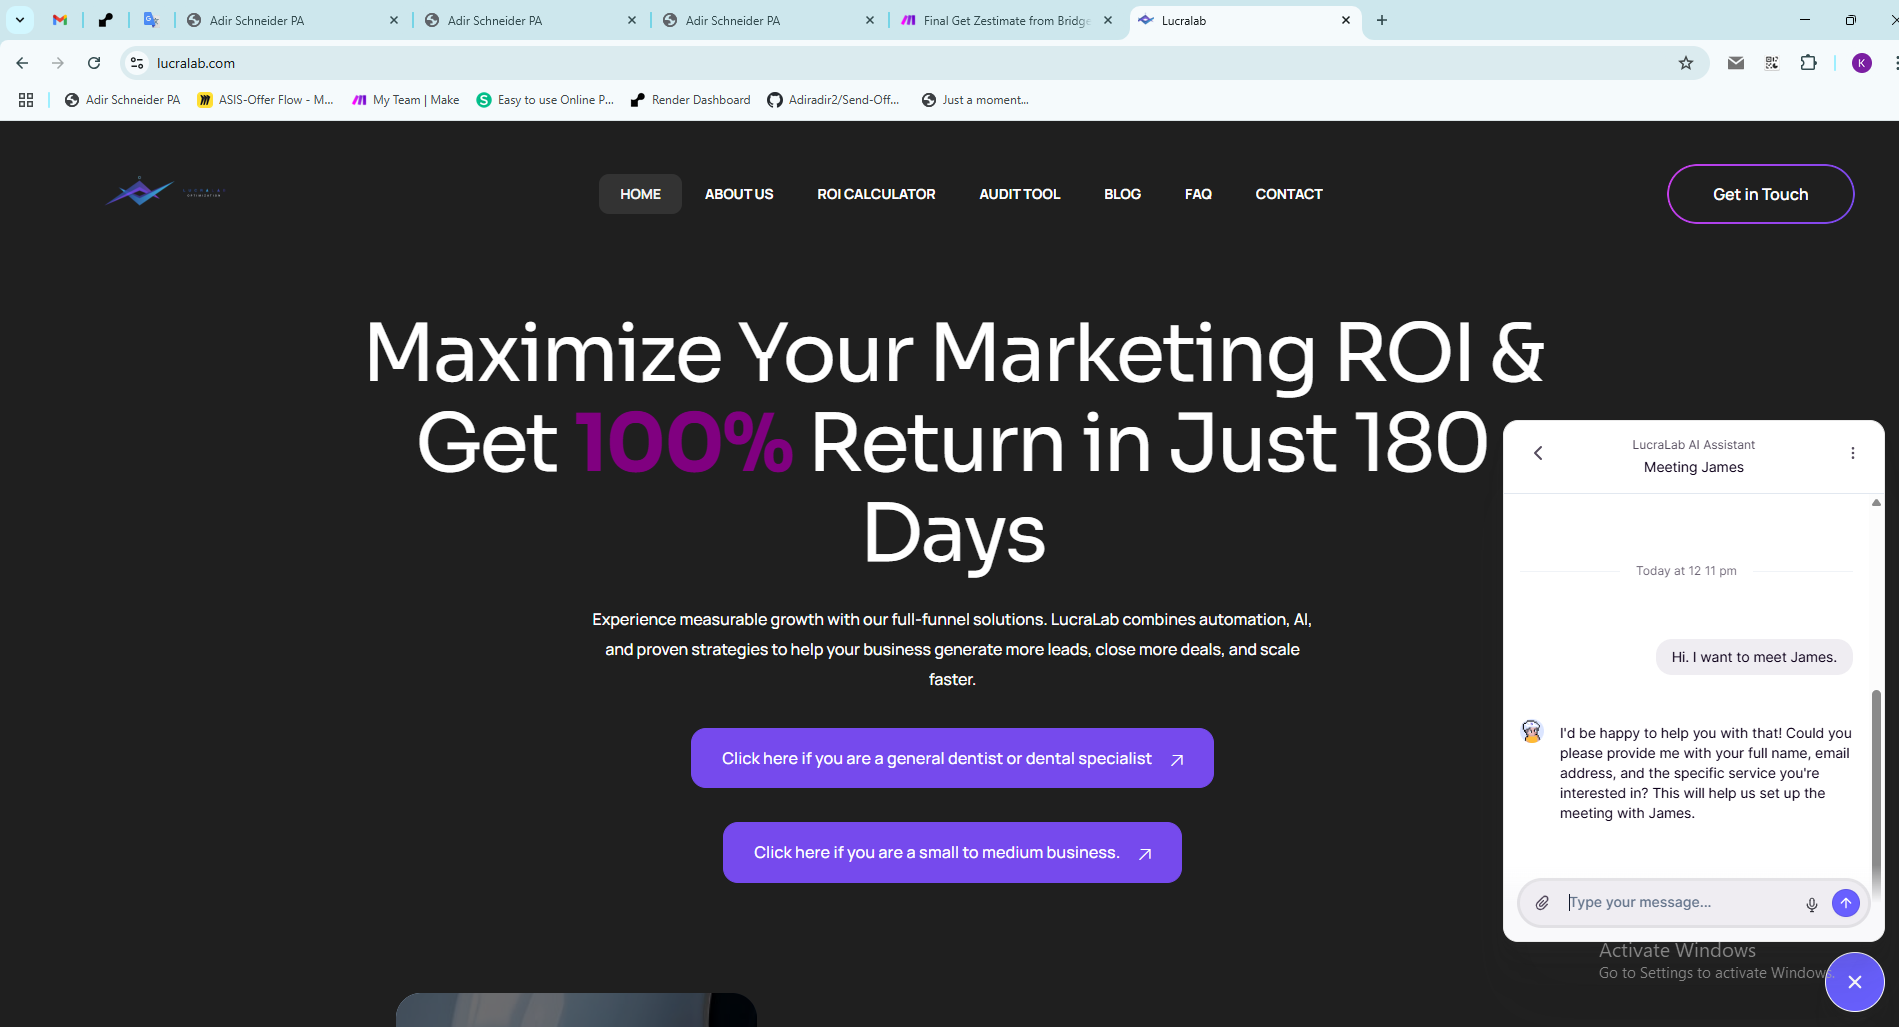 Adir Schneider PA
Adir Schneider PA
Adir Schneider PA
Final Get Zestimate from Bridge
Lucralab
lucralab.com
K
Adir Schneider PA
ASIS-Offer Flow - M...
My Team | Make
Easy to use Online P...
Render Dashboard
Adiradir2/Send-Off...
Just a moment...
OPTIMIZATION
HOME
ABOUT US
ROI CALCULATOR
AUDIT TOOL
BLOG
FAQ
CONTACT
Get in Touch
Maximize Your Marketing ROI &
Get 100% Return in Just 180
Days
Experience measurable growth with our full-funnel solutions. LucraLab combines automation, AI,
and proven strategies to help your business generate more leads, close more deals, and scale
faster.
Click here if you are a general dentist or dental specialist
Click here if you are a small to medium business.
LucraLab AI Assistant
Meeting James
Today at 12 11 pm
Hi. I want to meet James.
I'd be happy to help you with that! Could you
please provide me with your full name, email
address, and the specific service you're
interested in? This will help us set up the
meeting with James.
Type your message...
Activate Windows
Go to Settings to activate Windows.